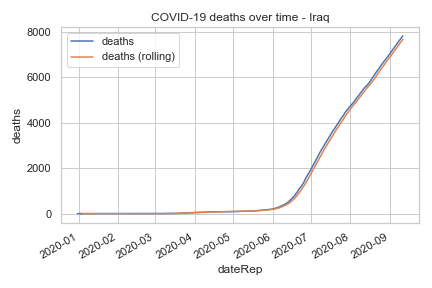 COVID-19 deaths over time - Iraq
deaths
deaths (rolling)
deaths
8000
6000
4000
2000
0
2020-01
2020-02
2020-03
2020-04
2020-05
2020-06
2020-07
2020-08
2020-09
dateRep